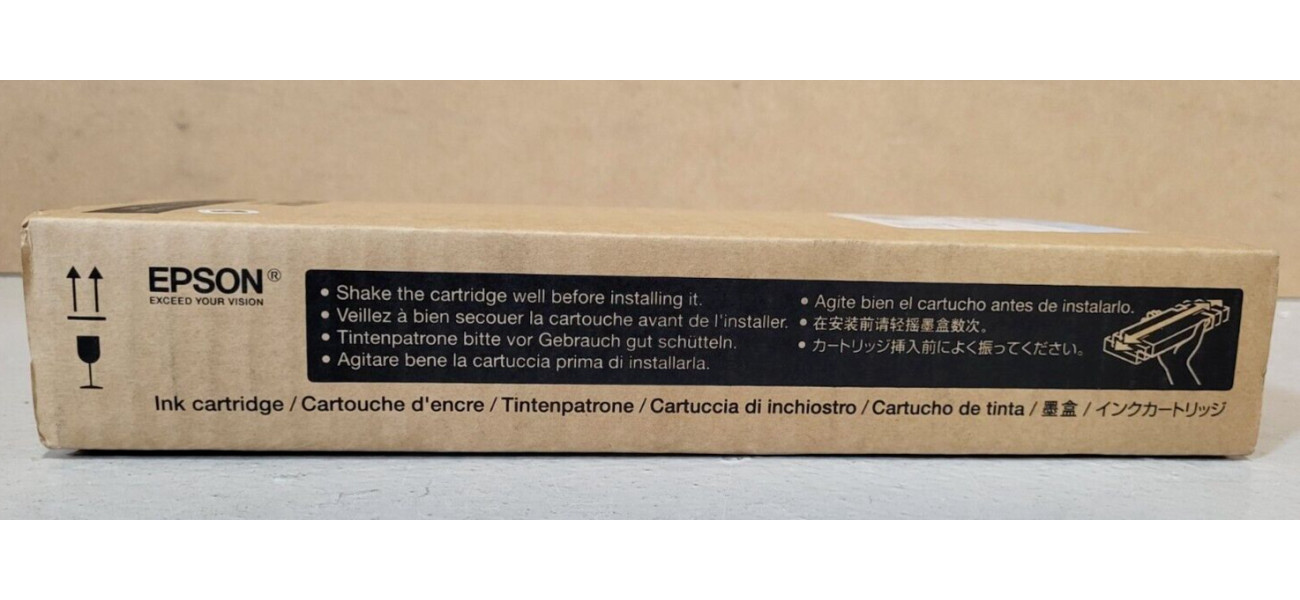 EPSON®
EXCEED YOUR VISION
• Shake the cartridge well before installing it.
• Veillez à bien secouer la cartouche avant de l'installer.
• Tintenpatrone bitte vor Gebrauch gut schütteln.
• Agitare bene la cartuccia prima di installarla.
• Agite bien el cartucho antes de instalarlo.
• 在安装前请轻摇墨盒数次。
• カートリッジ挿入前によく振ってください。
Ink cartridge / Cartouche d'encre / Tintenpatrone / Cartuccia di inchiostro / Cartucho de tinta / 墨盒 / インクカートリッジ